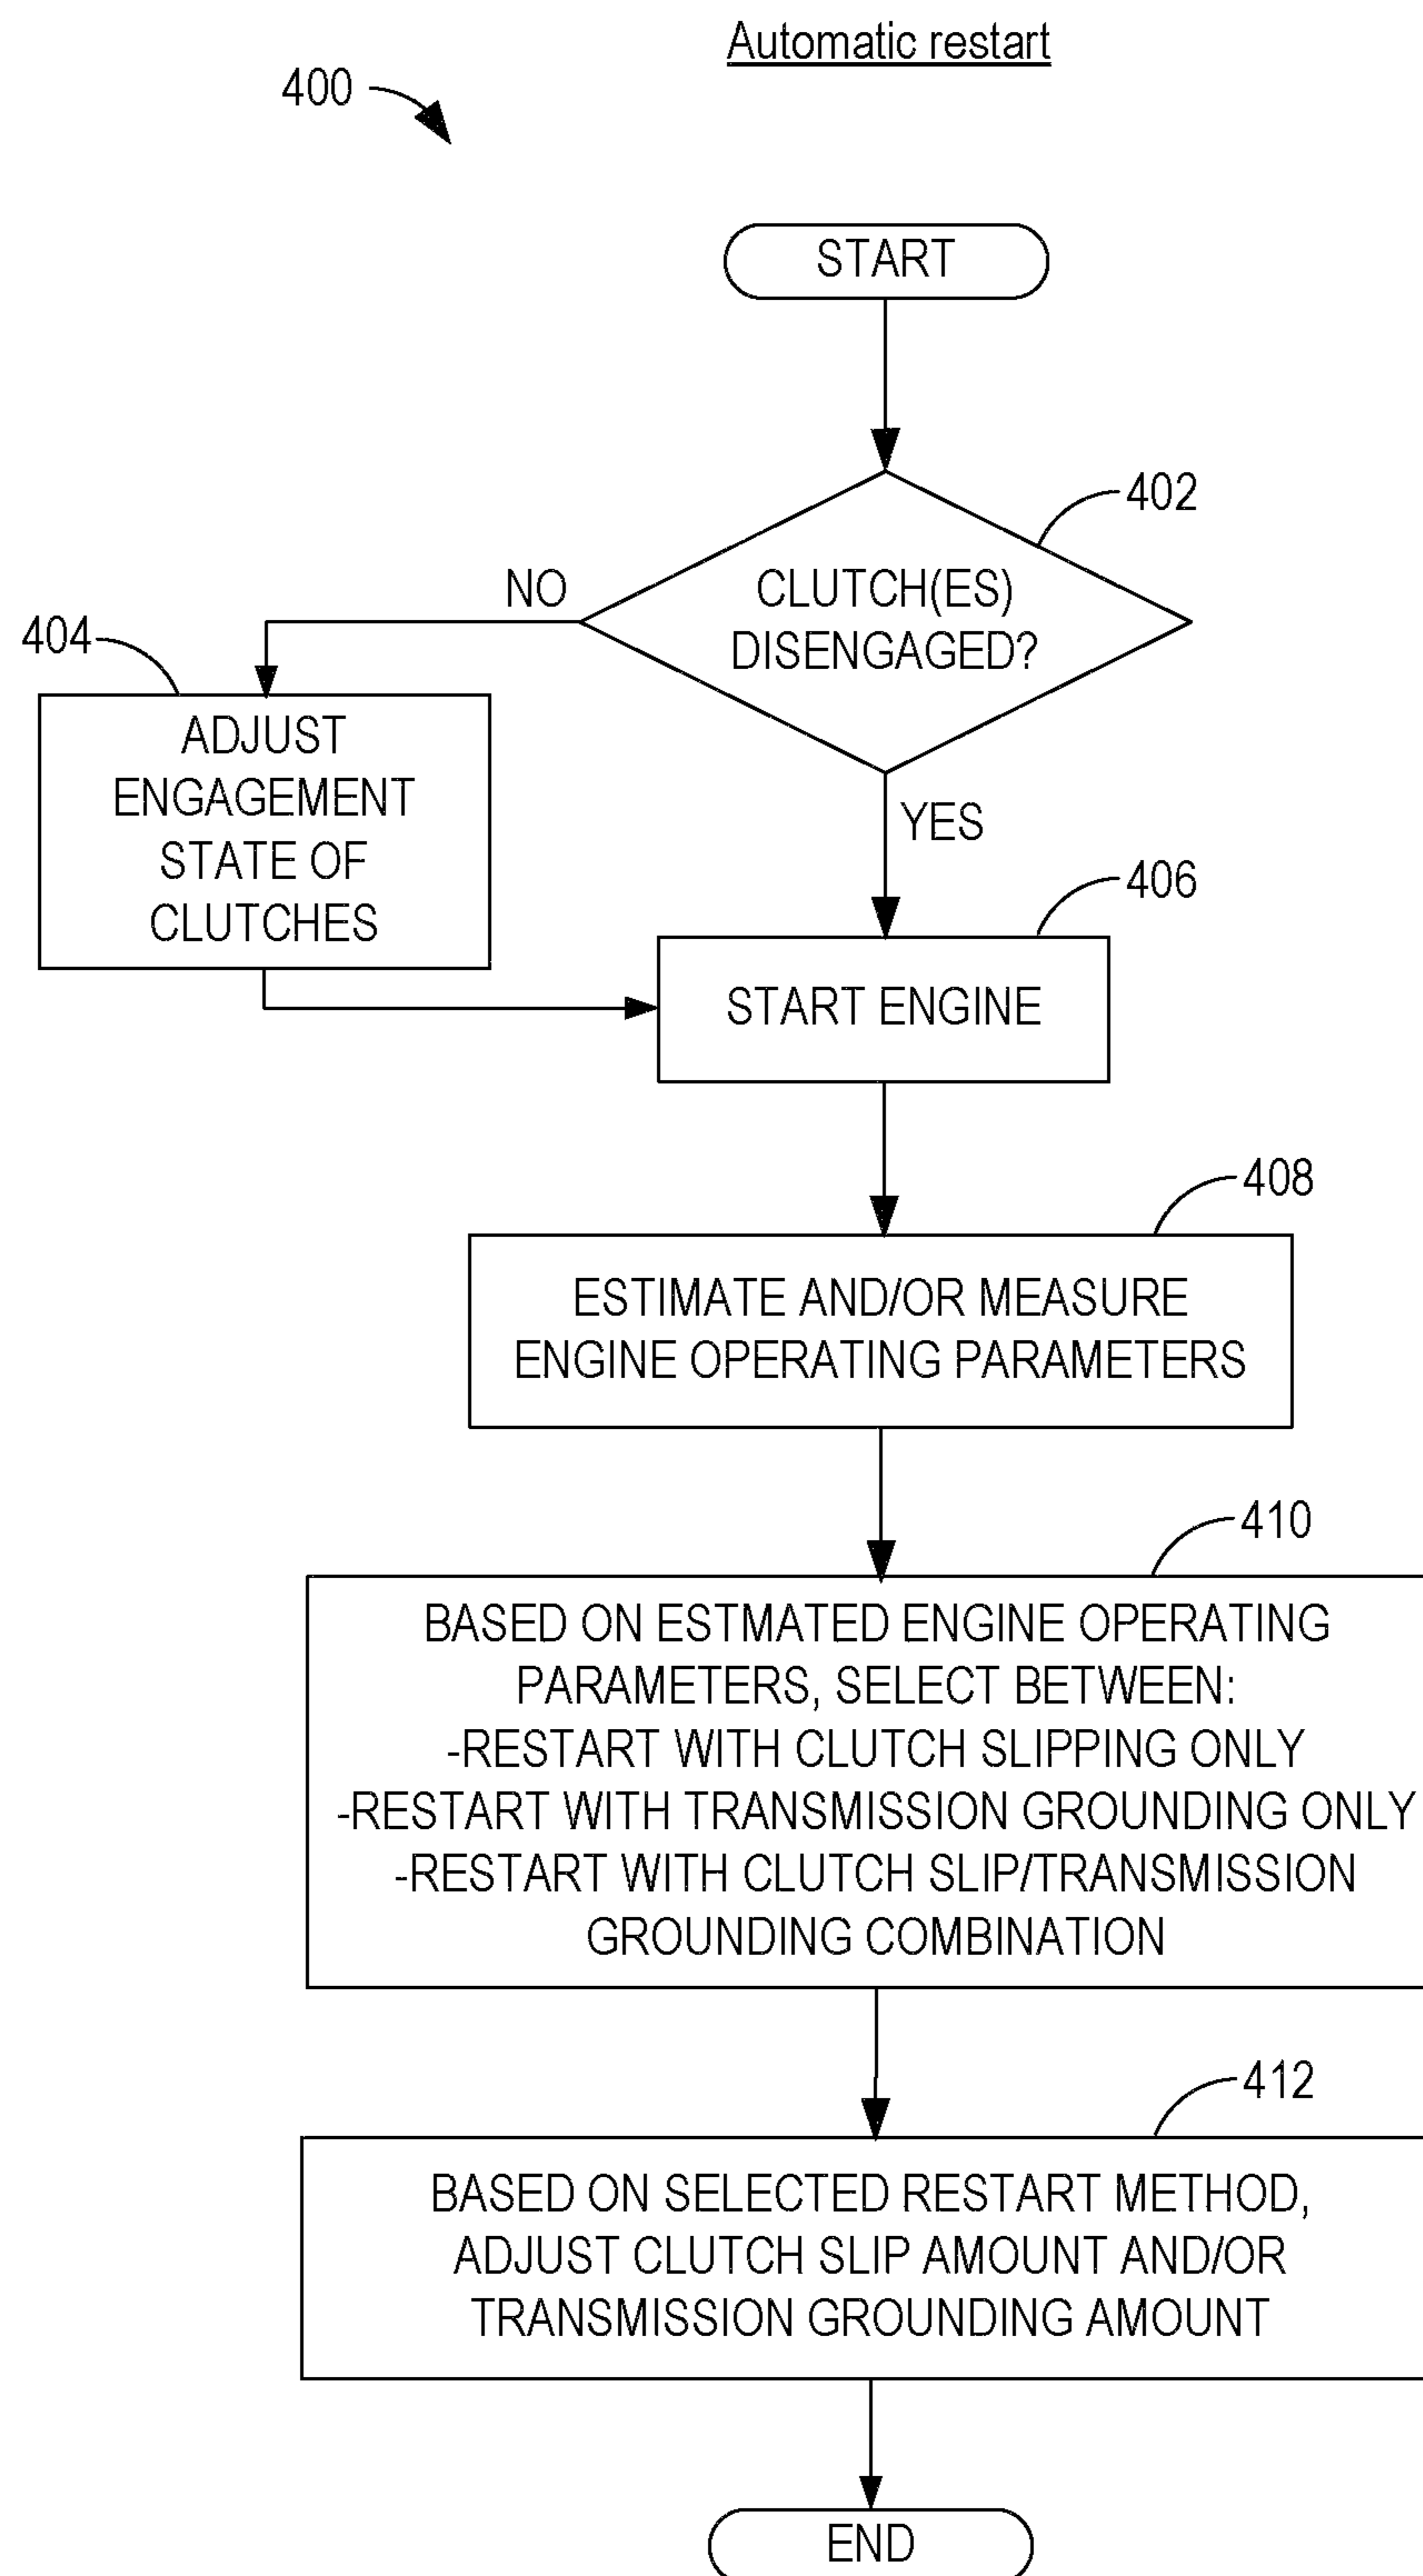 Automatic restart
400
START
402
CLUTCH(ES)
DISENGAGED?
NO
404
ADJUST
ENGAGEMENT
STATE OF
CLUTCHES
YES
406
START ENGINE
408
ESTIMATE AND/OR MEASURE
ENGINE OPERATING PARAMETERS
410
BASED ON ESTMATED ENGINE OPERATING
PARAMETERS, SELECT BETWEEN:
-RESTART WITH CLUTCH SLIPPING ONLY
-RESTART WITH TRANSMISSION GROUNDING ONLY
-RESTART WITH CLUTCH SLIP/TRANSMISSION
GROUNDING COMBINATION
412
BASED ON SELECTED RESTART METHOD,
ADJUST CLUTCH SLIP AMOUNT AND/OR
TRANSMISSION GROUNDING AMOUNT
END